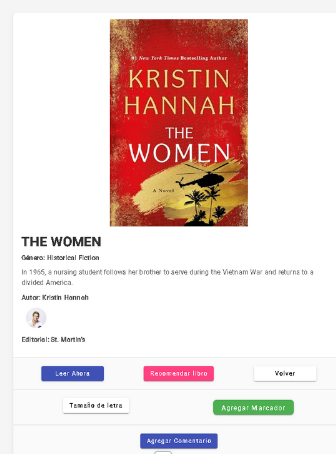 #1 New York Times Bestselling Author
KRISTIN
HANNAH
THE
WOMEN
A Novel
THE WOMEN
Género: Historical Fiction
In 1965, a nursing student follows her brother to serve during the Vietnam War and returns to a
divided America.
Autor: Kristin Hannah
Editorial: St. Martin's
Leer Ahora
Recomendar libro
Volver
Tamaño de letra
Agregar Marcador
Agregar Comentario